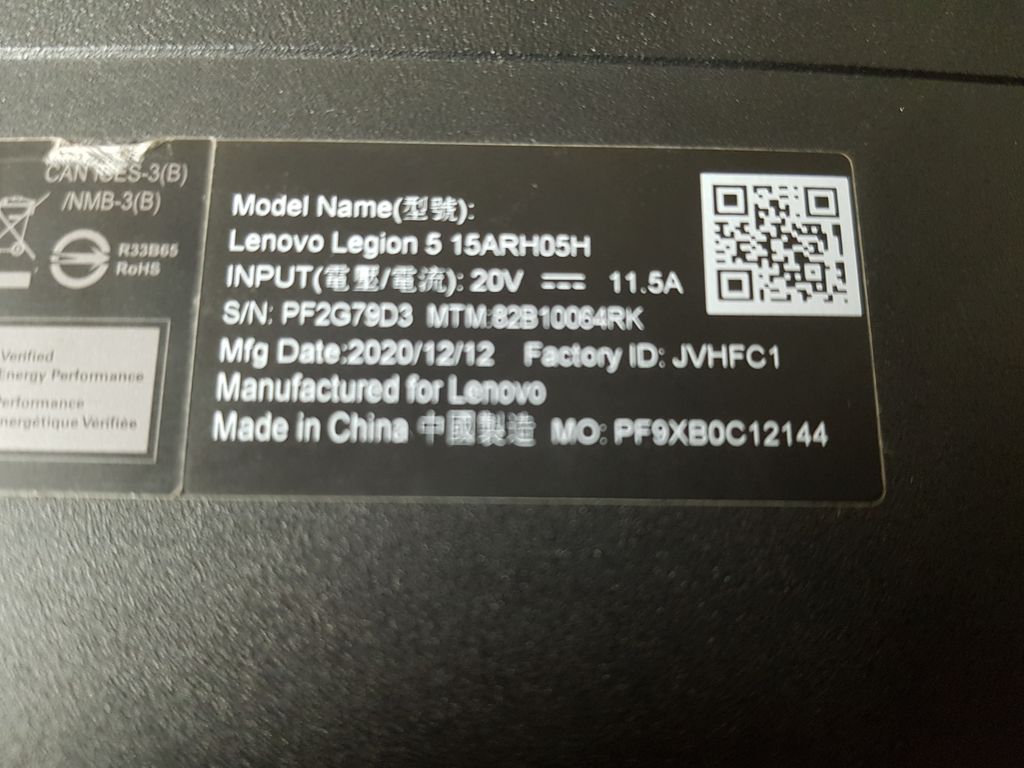 CAN ICES-3(B)
/NMB-3(B)
R33B65
RoHS
Verified
Energy Performance
Performance
Énergétique Vérifiée
Model Name(型號):
Lenovo Legion 5 15ARH05H
INPUT(電壓/電流): 20V ⎓ 11.5A
S/N: PF2G79D3 MTM:82B10064RK
Mfg Date:2020/12/12 Factory ID: JVHFC1
Manufactured for Lenovo
Made in China 中國製造 MO: PF9XB0C12144